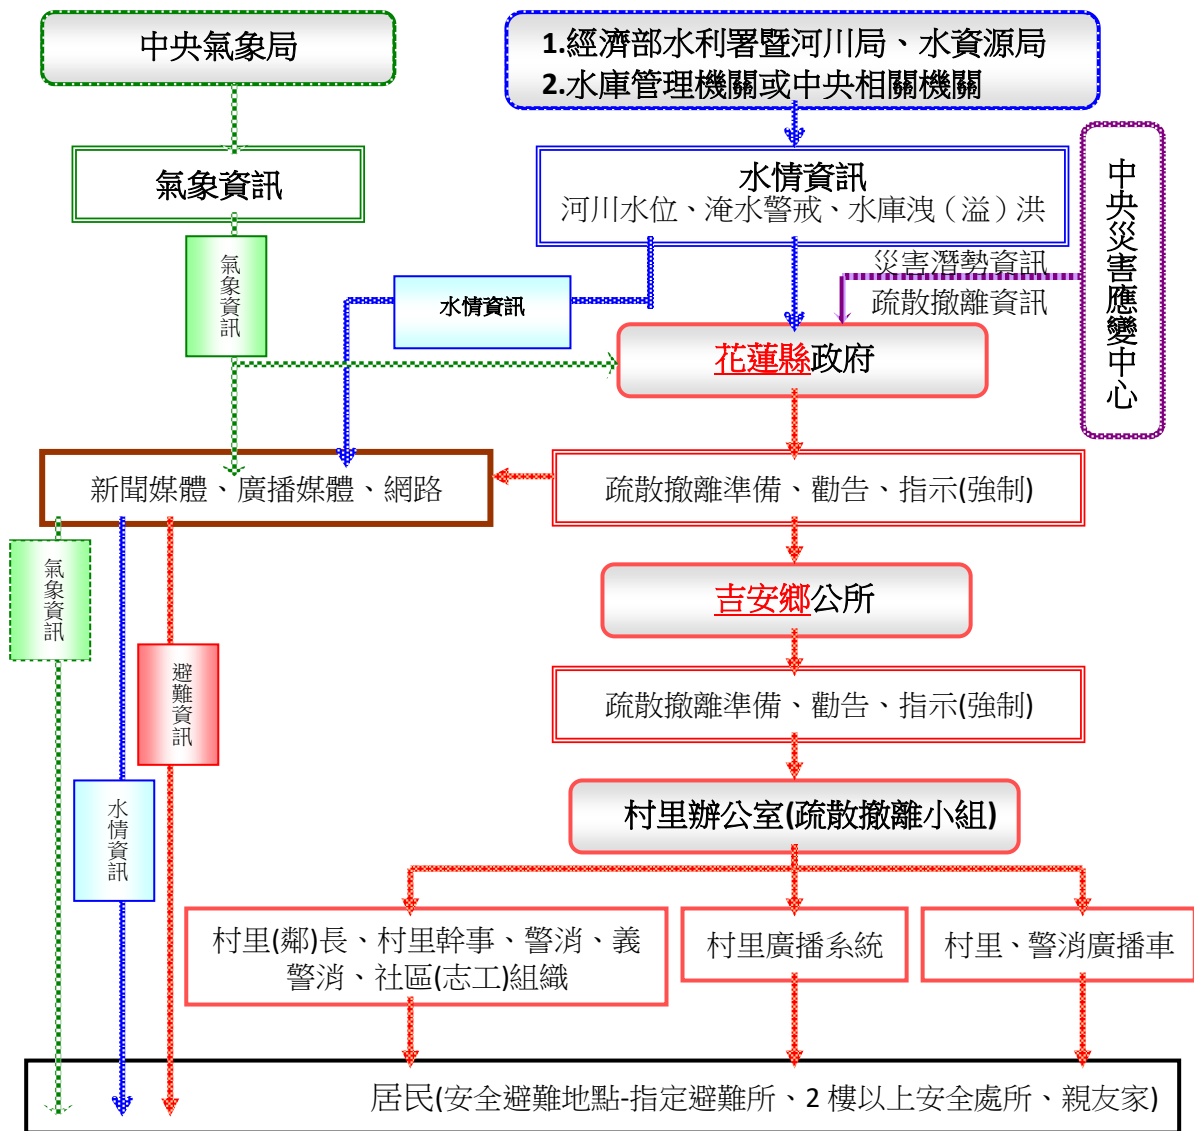 中央氣象局
1.經濟部水利署暨河川局、水資源局
2.水庫管理機關或中央相關機關
氣象資訊
水情資訊
河川水位、淹水警戒、水庫洩（溢）洪
中央災害應變中心
氣象資訊
水情資訊
災害潛勢資訊
疏散撤離資訊
花蓮縣政府
新聞媒體、廣播媒體、網路
疏散撤離準備、勸告、指示(強制)
氣象資訊
吉安鄉公所
避難資訊
疏散撤離準備、勸告、指示(強制)
水情資訊
村里辦公室(疏散撤離小組)
村里(鄰)長、村里幹事、警消、義
警消、社區(志工)組織
村里廣播系統
村里、警消廣播車
居民(安全避難地點-指定避難所、2 樓以上安全處所、親友家)